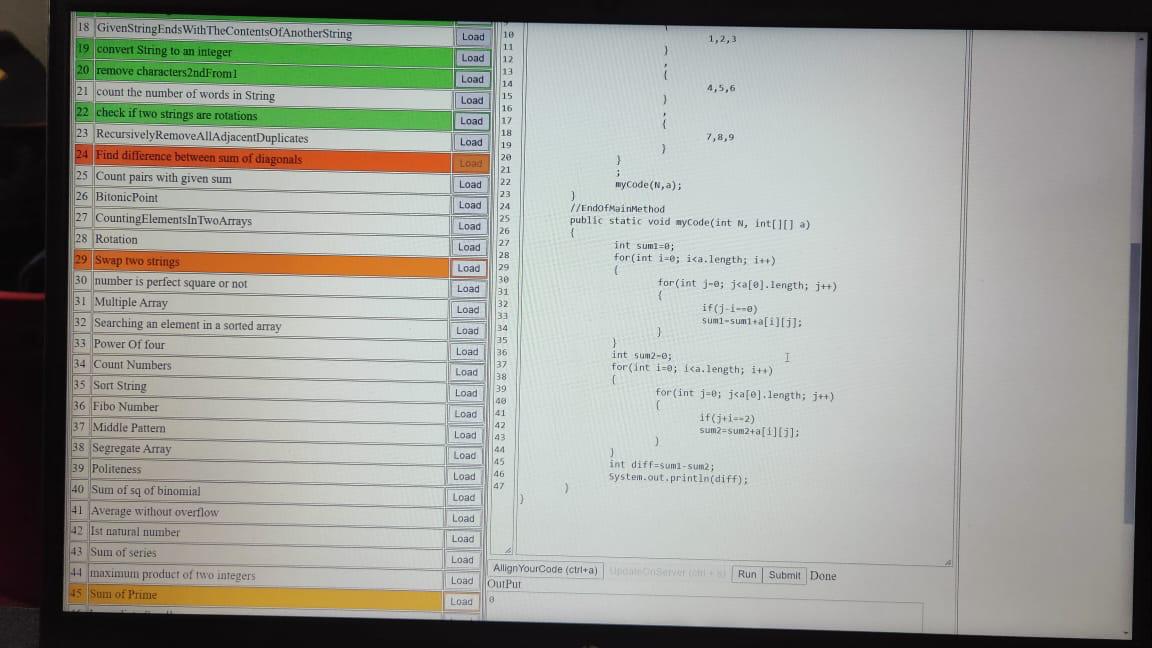 18 GivenStringEndsWithTheContentsOfAnotherString Load
19 convert String to an integer Load
20 remove characters2ndFrom1 Load
21 count the number of words in String Load
22 check if two strings are rotations Load
23 RecursivelyRemoveAllAdjacentDuplicates Load
24 Find difference between sum of diagonals Load
25 Count pairs with given sum Load
26 BitonicPoint Load
27 CountingElementsInTwoArrays Load
28 Rotation Load
29 Swap two strings Load
30 number is perfect square or not Load
31 Multiple Array Load
32 Searching an element in a sorted array Load
33 Power Of four Load
34 Count Numbers Load
35 Sort String Load
36 Fibo Number Load
37 Middle Pattern Load
38 Segregate Array Load
39 Politeness Load
40 Sum of sq of binomial Load
41 Average without overflow Load
42 Ist natural number Load
43 Sum of series Load
44 maximum product of two integers Load
45 Sum of Prime Load
10
11 1,2,3
12 }
13 ,
14 {
15 4,5,6
16 }
17 ,
18 {
19 7,8,9
20 }
21 }
22 ;
23 myCode(N,a);
24 }
25 //EndOfMainMethod
26 public static void myCode(int N, int[][] a)
27 {
28 int sum1=0;
29 for(int i=0; i<a.length; i++)
30 {
31 for(int j=0; j<a[0].length; j++)
32 {
33 if(j-i==0)
34 sum1=sum1+a[i][j];
35 }
36 }
37 int sum2=0;
38 for(int i=0; i<a.length; i++)
39 {
40 for(int j=0; j<a[0].length; j++)
41 {
42 if(j+i==2)
43 sum2=sum2+a[i][j];
44 }
45 }
46 int diff=sum1-sum2;
47 System.out.println(diff);
}
}
AllignYourCode (ctrl+a) UpdateOnServer (ctrl + s) Run Submit Done
OutPut
0